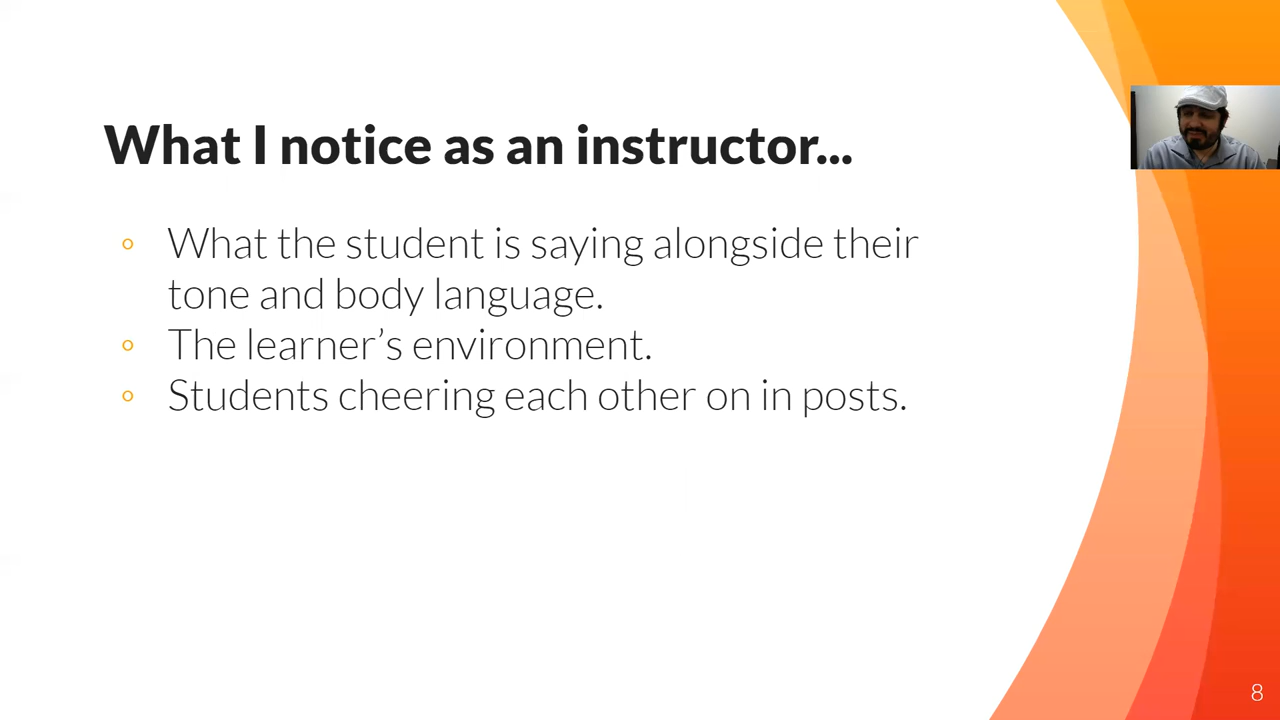 What I notice as an instructor...
◦ What the student is saying alongside their
tone and body language.
◦ The learner’s environment.
◦ Students cheering each other on in posts.
8